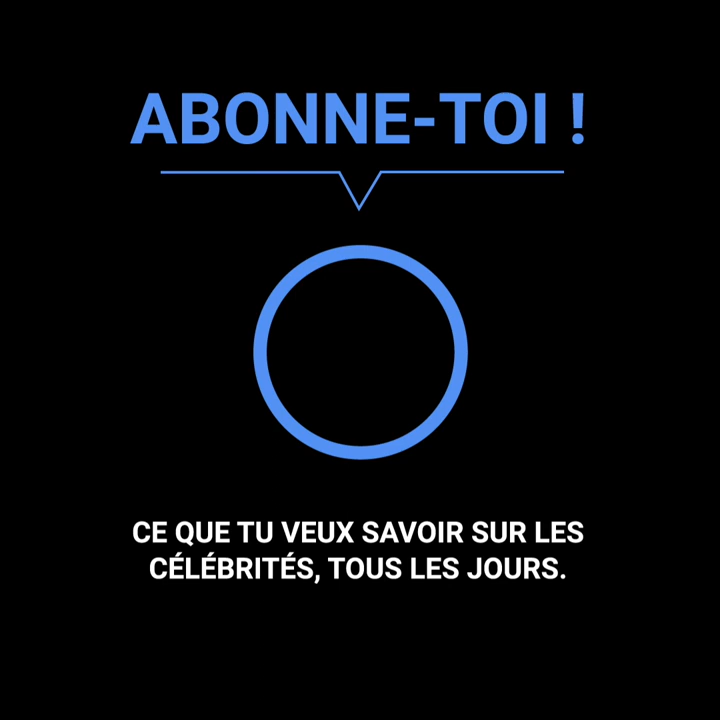 ABONNE-TOI !
CE QUE TU VEUX SAVOIR SUR LES
CÉLÉBRITÉS, TOUS LES JOURS.